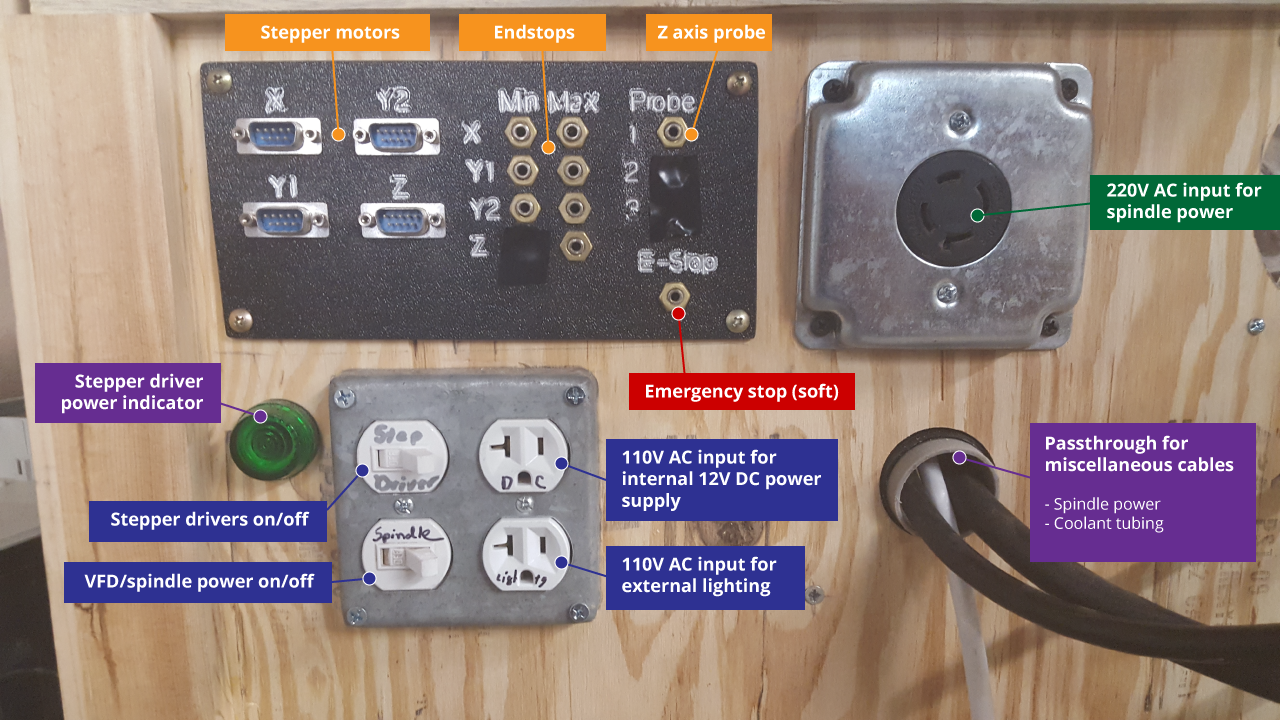 Stepper motors
Endstops
Z axis probe
X
Y2
Min Max
Probe
X
1
Y1
Z
Y1
2
Y2
3
Z
E-Stop
220V AC input for
spindle power
Stepper driver
power indicator
Emergency stop (soft)
Step
Driver
D C
110V AC input for
internal 12V DC power
supply
Passthrough for
miscellaneous cables
- Spindle power
- Coolant tubing
Stepper drivers on/off
Spindle
VFD/spindle power on/off
110V AC input for
external lighting